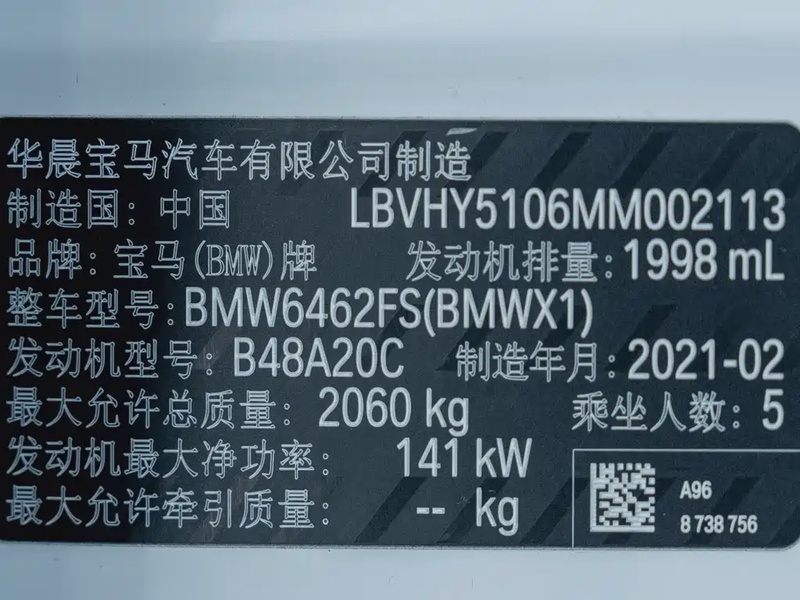 华晨宝马汽车有限公司制造
制造国：中国 LBVHY5106MM002113
品牌：宝马(BMW)牌 发动机排量：1998 mL
整车型号：BMW6462FS(BMWX1)
发动机型号：B48A20C 制造年月：2021-02
最大允许总质量：2060 kg 乘坐人数：5
发动机最大净功率：141 kW
最大允许牵引质量：-- kg
A96
8 738 756